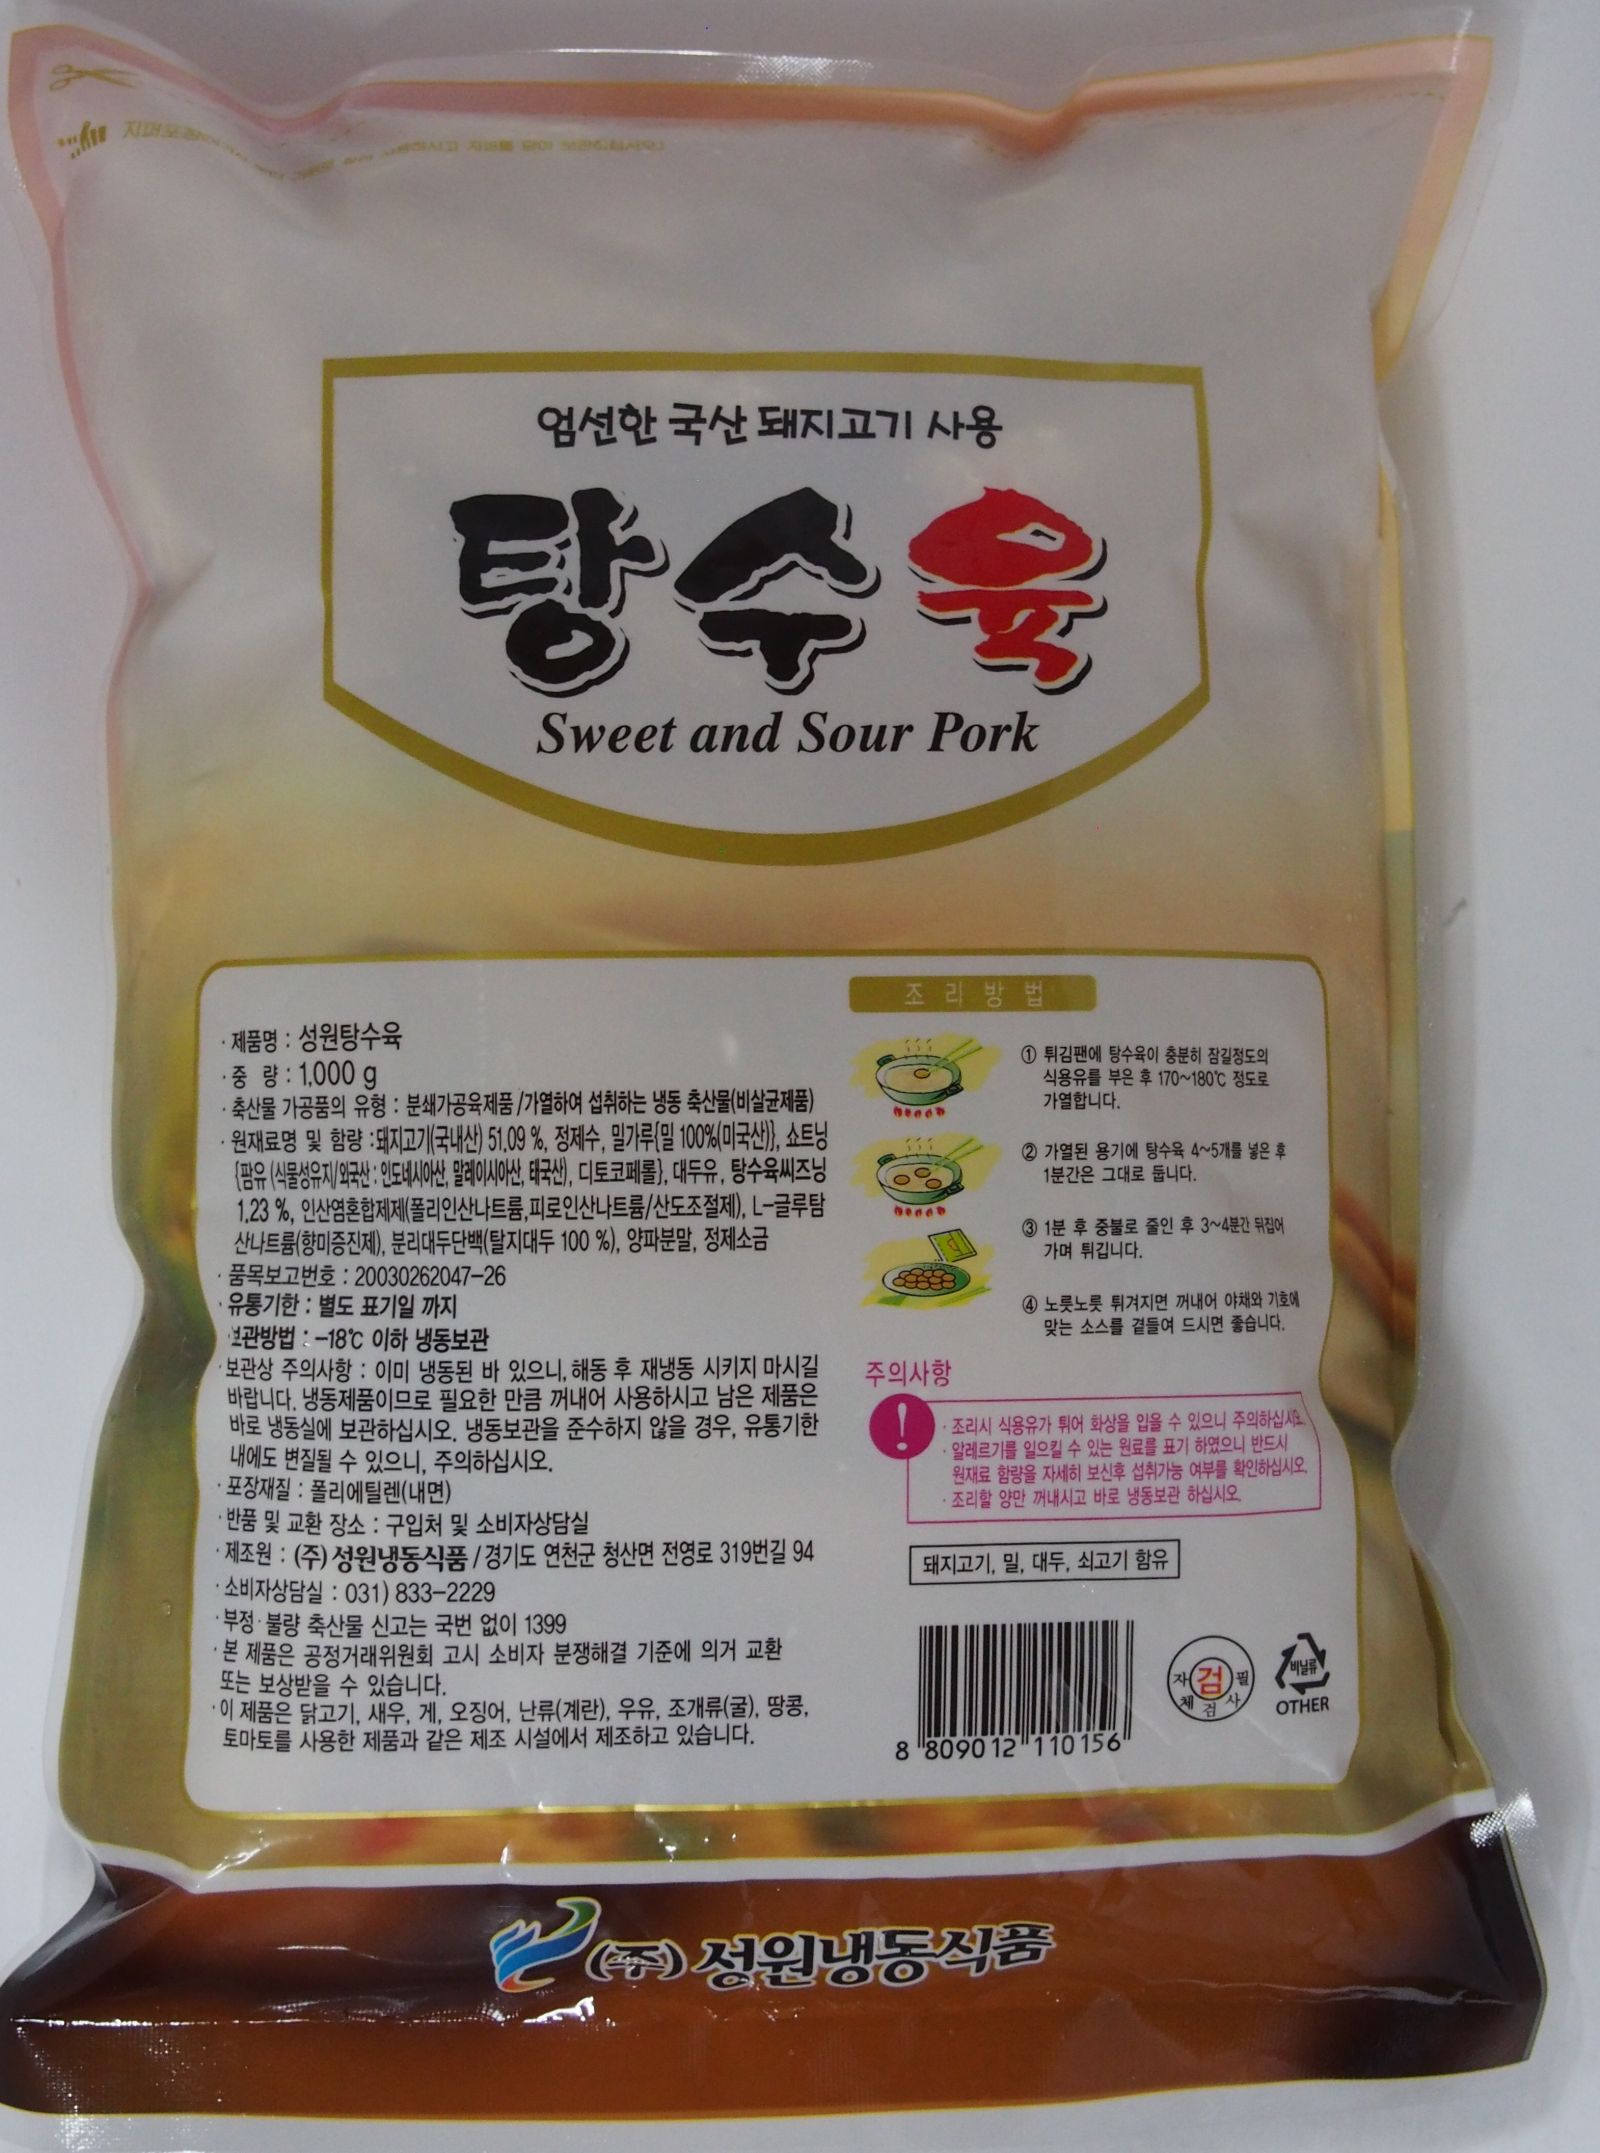 지퍼
엄선한 국산 돼지고기 사용
탕수육
Sweet and Sour Pork
· 제품명 : 성원탕수육
· 중 량 : 1,000 g
· 축산물 가공품의 유형 : 분쇄가공육제품 / 가열하여 섭취하는 냉동 축산물(비살균제품)
· 원재료명 및 함량 : 돼지고기(국내산) 51.09 %, 정제수, 밀가루{밀 100%(미국산)}, 쇼트닝
{팜유 (식물성유지/외국산 : 인도네시아산, 말레이시아산, 태국산), 디토코페롤}, 대두유, 탕수육씨즈닝
1.23 %, 인산염혼합제제(폴리인산나트륨,피로인산나트륨/산도조절제), L-글루탐
산나트륨(향미증진제), 분리대두단백(탈지대두 100 %), 양파분말, 정제소금
· 품목보고번호 : 20030262047-26
· 유통기한 : 별도 표기일 까지
· 보관방법 : -18℃ 이하 냉동보관
· 보관상 주의사항 : 이미 냉동된 바 있으니, 해동 후 재냉동 시키지 마시길
바랍니다. 냉동제품이므로 필요한 만큼 꺼내어 사용하시고 남은 제품은
바로 냉동실에 보관하십시오. 냉동보관을 준수하지 않을 경우, 유통기한
내에도 변질될 수 있으니, 주의하십시오.
· 포장재질 : 폴리에틸렌(내면)
· 반품 및 교환 장소 : 구입처 및 소비자상담실
· 제조원 : (주) 성원냉동식품 / 경기도 연천군 청산면 전영로 319번길 94
· 소비자상담실 : 031) 833-2229
· 부정·불량 축산물 신고는 국번 없이 1399
· 본 제품은 공정거래위원회 고시 소비자 분쟁해결 기준에 의거 교환
또는 보상받을 수 있습니다.
· 이 제품은 닭고기, 새우, 게, 오징어, 난류(계란), 우유, 조개류(굴), 땅콩,
토마토를 사용한 제품과 같은 제조 시설에서 제조하고 있습니다.
조 리 방 법
① 튀김팬에 탕수육이 충분히 잠길정도의
식용유를 부은 후 170~180℃ 정도로
가열합니다.
② 가열된 용기에 탕수육 4~5개를 넣은 후
1분간은 그대로 둡니다.
③ 1분 후 중불로 줄인 후 3~4분간 뒤집어
가며 튀깁니다.
④ 노릇노릇 튀겨지면 꺼내어 야채와 기호에
맞는 소스를 곁들여 드시면 좋습니다.
주의사항
!
· 조리시 식용유가 튀어 화상을 입을 수 있으니 주의하십시오.
· 알레르기를 일으킬 수 있는 원료를 표기 하였으니 반드시
원재료 함량을 자세히 보신후 섭취가능 여부를 확인하십시오.
· 조리할 양만 꺼내시고 바로 냉동보관 하십시오.
돼지고기, 밀, 대두, 쇠고기 함유
8 809012 110156
자체검사필
검
비닐류
OTHER
(주) 성원냉동식품